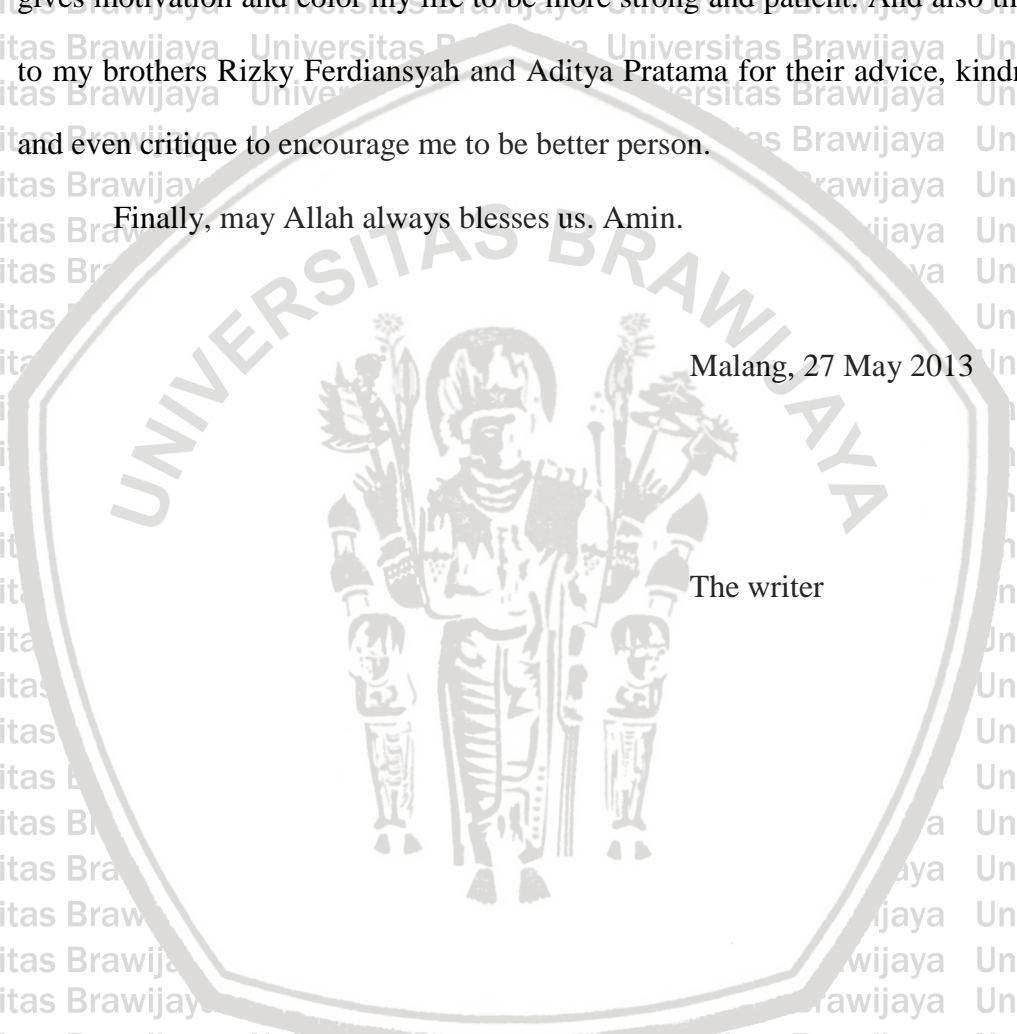 gives motivation and color my life to be more strong and patient. And also
to my brothers Rizky Ferdiansyah and Aditya Pratama for their advice,
and even critique to encourage me to be better person.
Finally, may Allah always blesses us. Amin.
UNIVERSITAS BRAWIJAYA
Malang, 27 May 2013
The writer